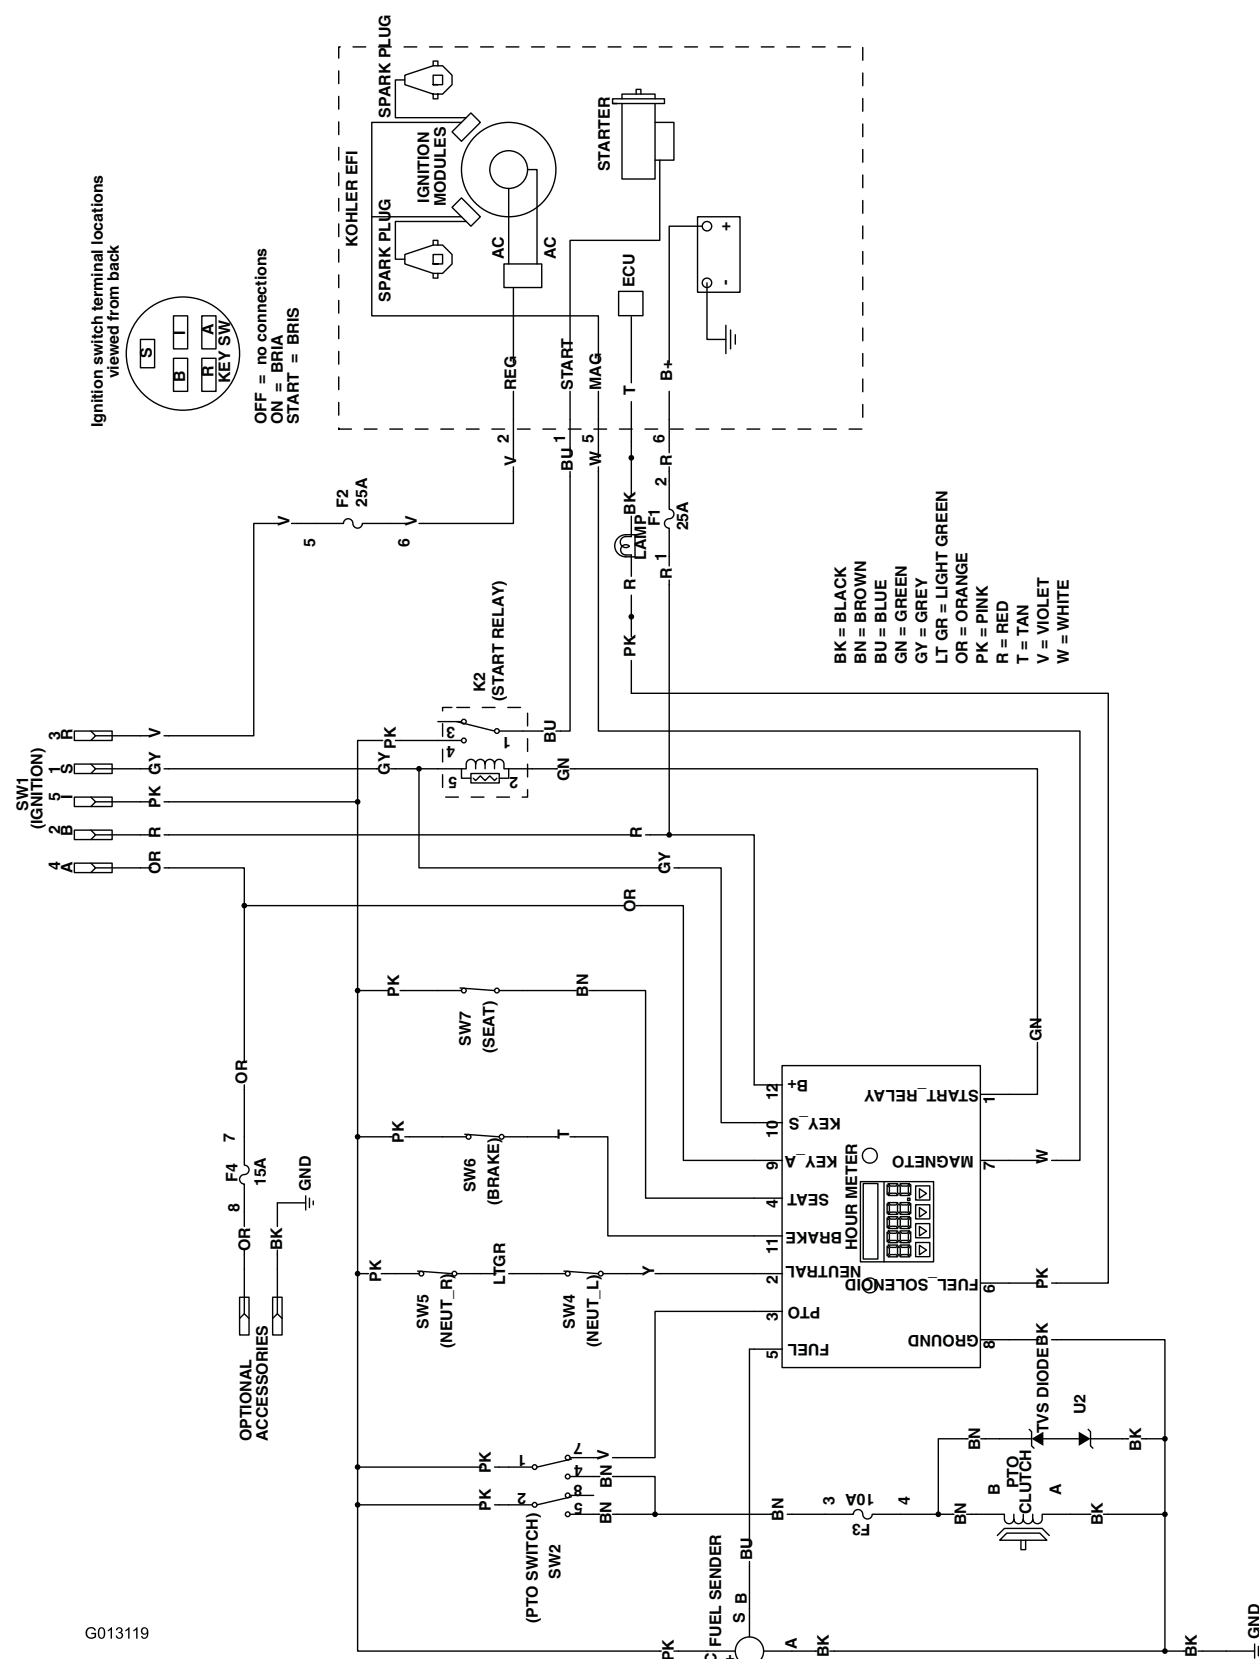 Ignition switch terminal locations
viewed from back
S
B
I
R
A
KEY SW
OFF = no connections
ON = BRIA
START = BRIS
KOHLER EFI
SPARK PLUG
SPARK PLUG
IGNITION
MODULES
AC
AC
STARTER
ECU
+
-
REG
START
MAG
T
B+
2
1
5
6
V
BU
W
BK
R
2
F2
25A
V
V
5
6
LAMP
F1
25A
R
R
1
PK
K2
(START RELAY)
3
4
1
5
2
PK
GY
BU
GN
SW1
(IGNITION)
3
R
V
1
S
GY
5
I
PK
2
B
R
4
A
OR
R
GY
OR
BK = BLACK
BN = BROWN
BU = BLUE
GN = GREEN
GY = GREY
LT GR = LIGHT GREEN
OR = ORANGE
PK = PINK
R = RED
T = TAN
V = VIOLET
W = WHITE
PK
SW7
(SEAT)
BN
PK
SW6
(BRAKE)
T
PK
SW5
(NEUT_R)
LTGR
SW4
(NEUT_L)
Y
OR
7
F4
15A
8
OR
BK
GND
OPTIONAL
ACCESSORIES
12
B+
10
KEY_S
9
KEY_A
4
SEAT
11
BRAKE
2
NEUTRAL
3
PTO
5
FUEL
HOUR METER
START_RELAY
1
MAGNETO
7
FUEL_SOLENOID
6
GROUND
8
GN
W
PK
BK
PK
1
7
V
4
BN
PK
2
8
5
BN
(PTO SWITCH)
SW2
BN
3
F3
10A
4
BN
BN
TVS DIODE
U2
BK
B
PTO
CLUTCH
A
BK
BU
FUEL SENDER
S
B
PK
A
BK
BK
GND
G013119